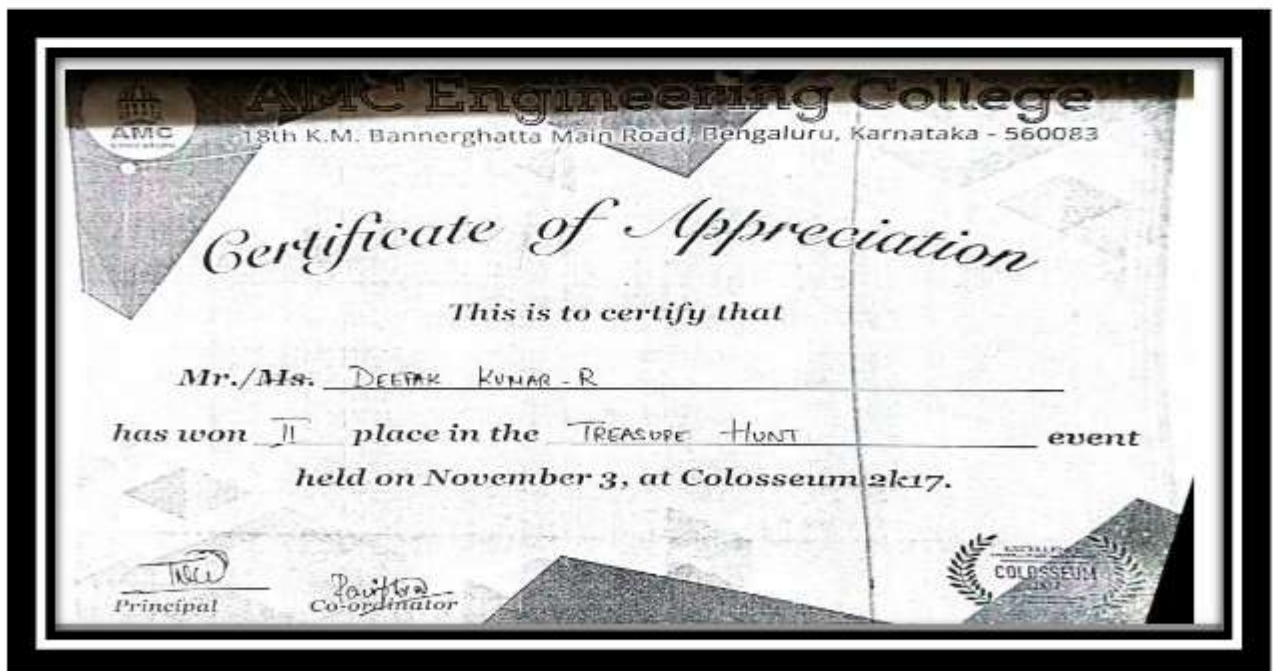 AMC Engineering College
AMC
18th K.M. Bannerghatta Main Road, Bengaluru, Karnataka - 560083
Certificate of Appreciation
This is to certify that
Mr./Ms. DEEPAK KUMAR - R
has won II place in the TREASURE HUNT event
held on November 3, at Colosseum 2k17.
COLOSSEUM
Principal
Co-ordinator